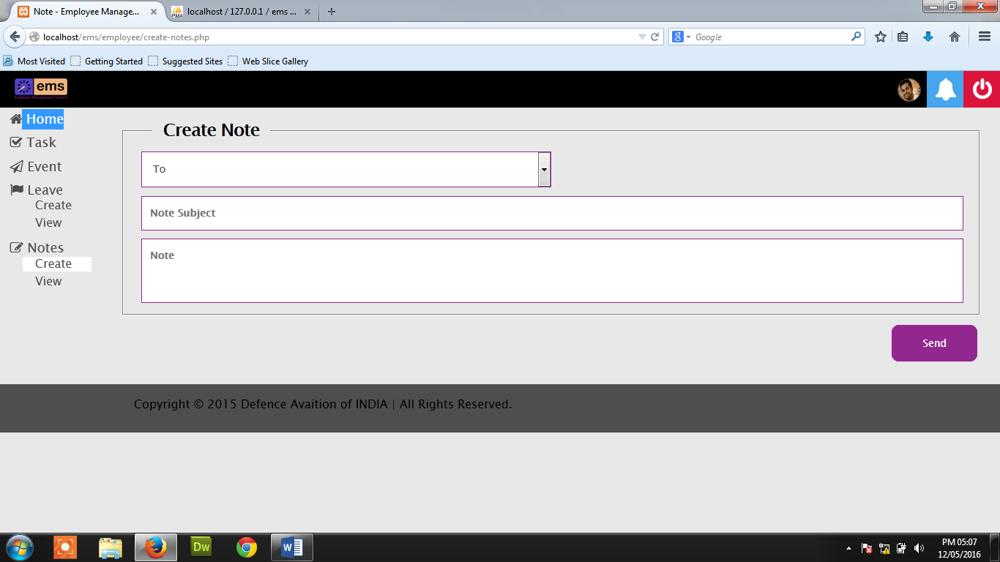 Note - Employee Manage...
localhost / 127.0.0.1 / ems ...
localhost/ems/employee/create-notes.php
Google
Most Visited
Getting Started
Suggested Sites
Web Slice Gallery
ems
Employee Management System
Home
Task
Event
Leave
Create
View
Notes
Create
View
Create Note
To
Note Subject
Note
Send
Copyright © 2015 Defence Avaition of INDIA | All Rights Reserved.
Dw
PM 05:07
12/05/2016